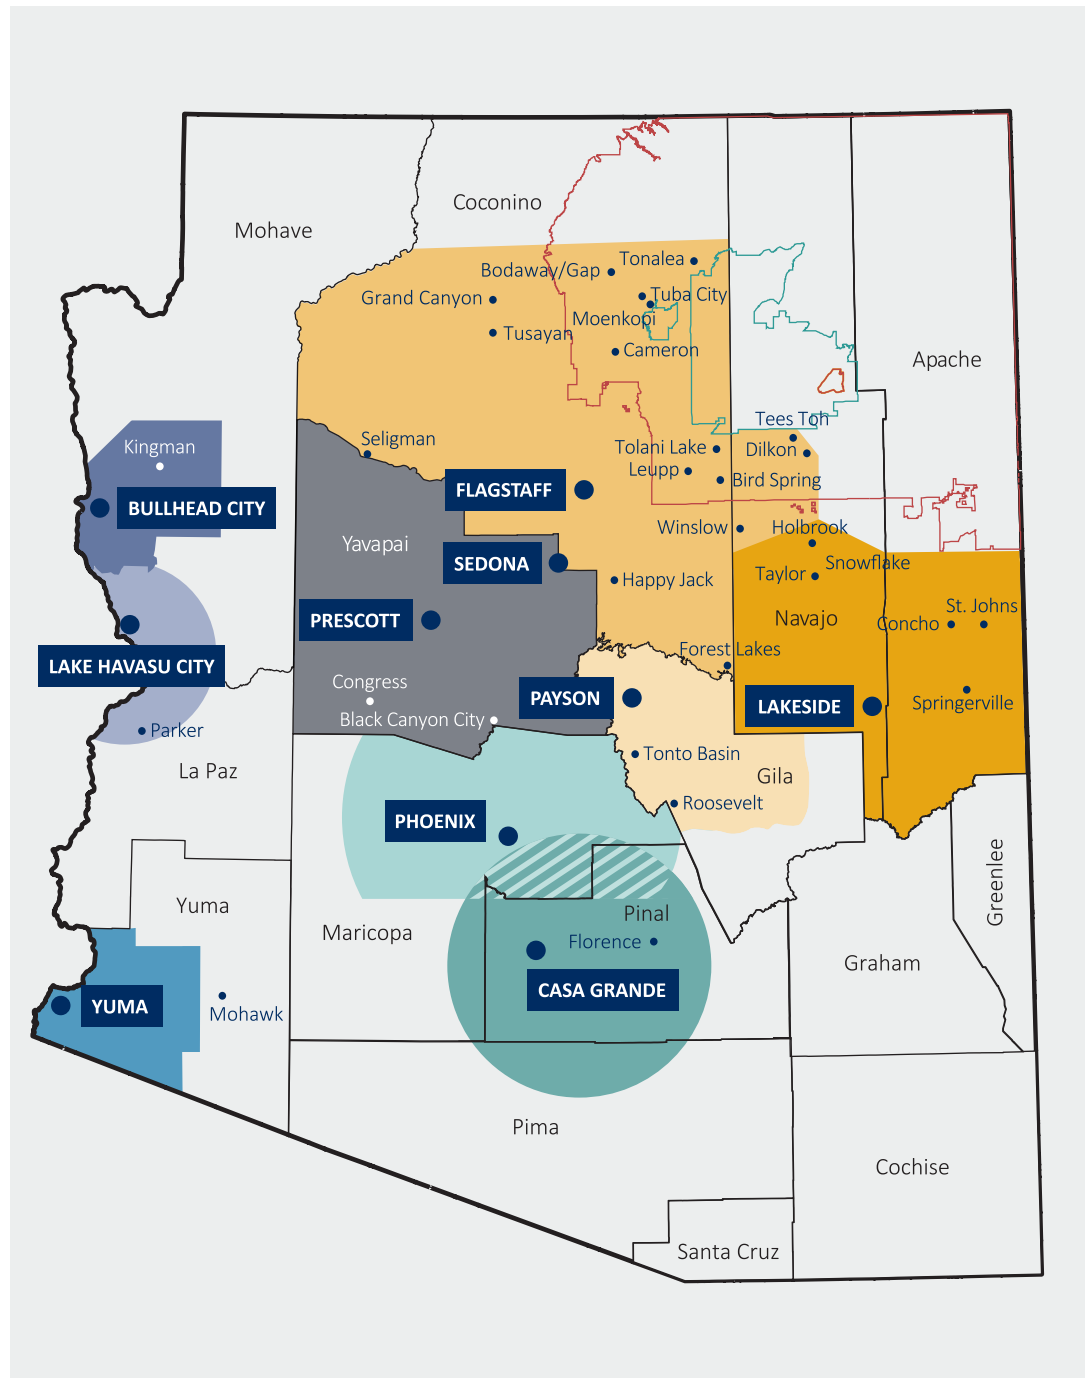 Coconino
Mohave
Tonalea
Bodaway/Gap
Grand Canyon
Tuba City
Moenkopi
Tusayan
Cameron
Apache
Tees Toh
Kingman
Seligman
Tolani Lake
Dilkon
Leupp
Bird Spring
FLAGSTAFF
BULLHEAD CITY
Winslow
Holbrook
Yavapai
SEDONA
Snowflake
Happy Jack
Taylor
St. Johns
PRESCOTT
Navajo
Concho
Forest Lakes
LAKE HAVASU CITY
Congress
PAYSON
LAKESIDE
Springerville
Black Canyon City
Parker
Tonto Basin
La Paz
Gila
Roosevelt
PHOENIX
Greenlee
Yuma
Pinal
Maricopa
Florence
Graham
CASA GRANDE
YUMA
Mohawk
Pima
Cochise
Santa Cruz